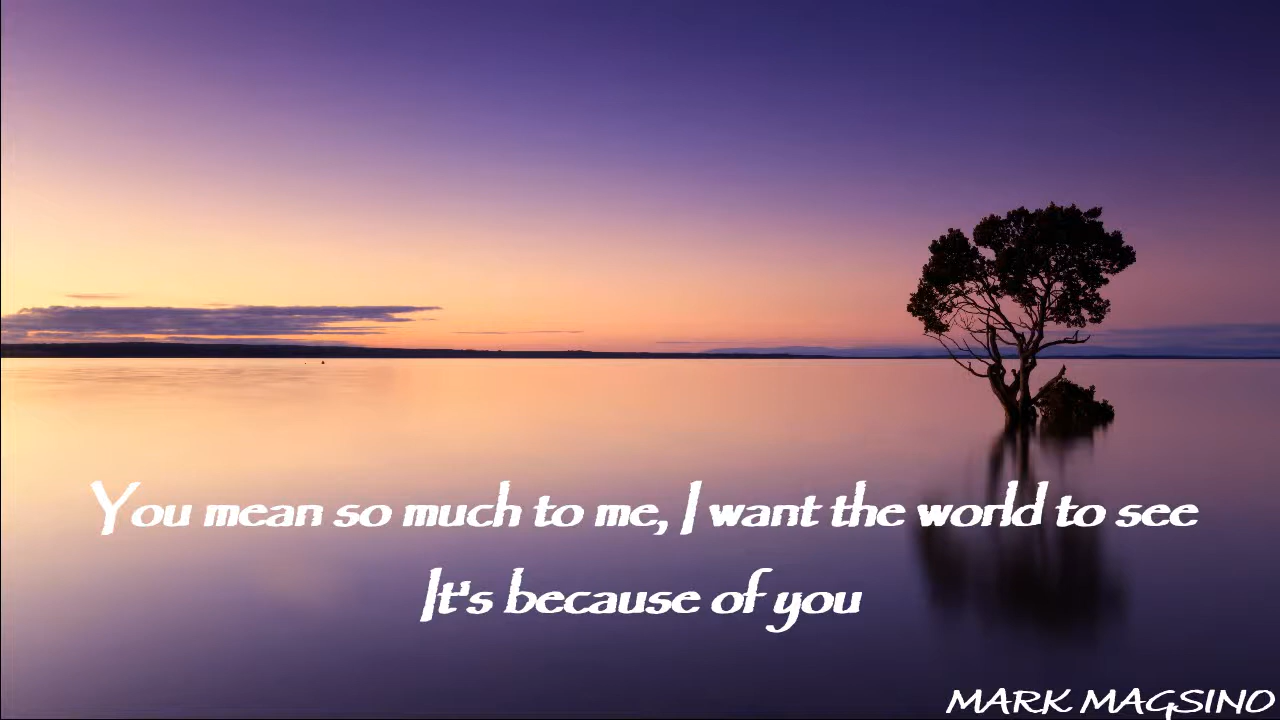 You mean so much to me, I want the world to see
It's because of you
MARK MAGSINO